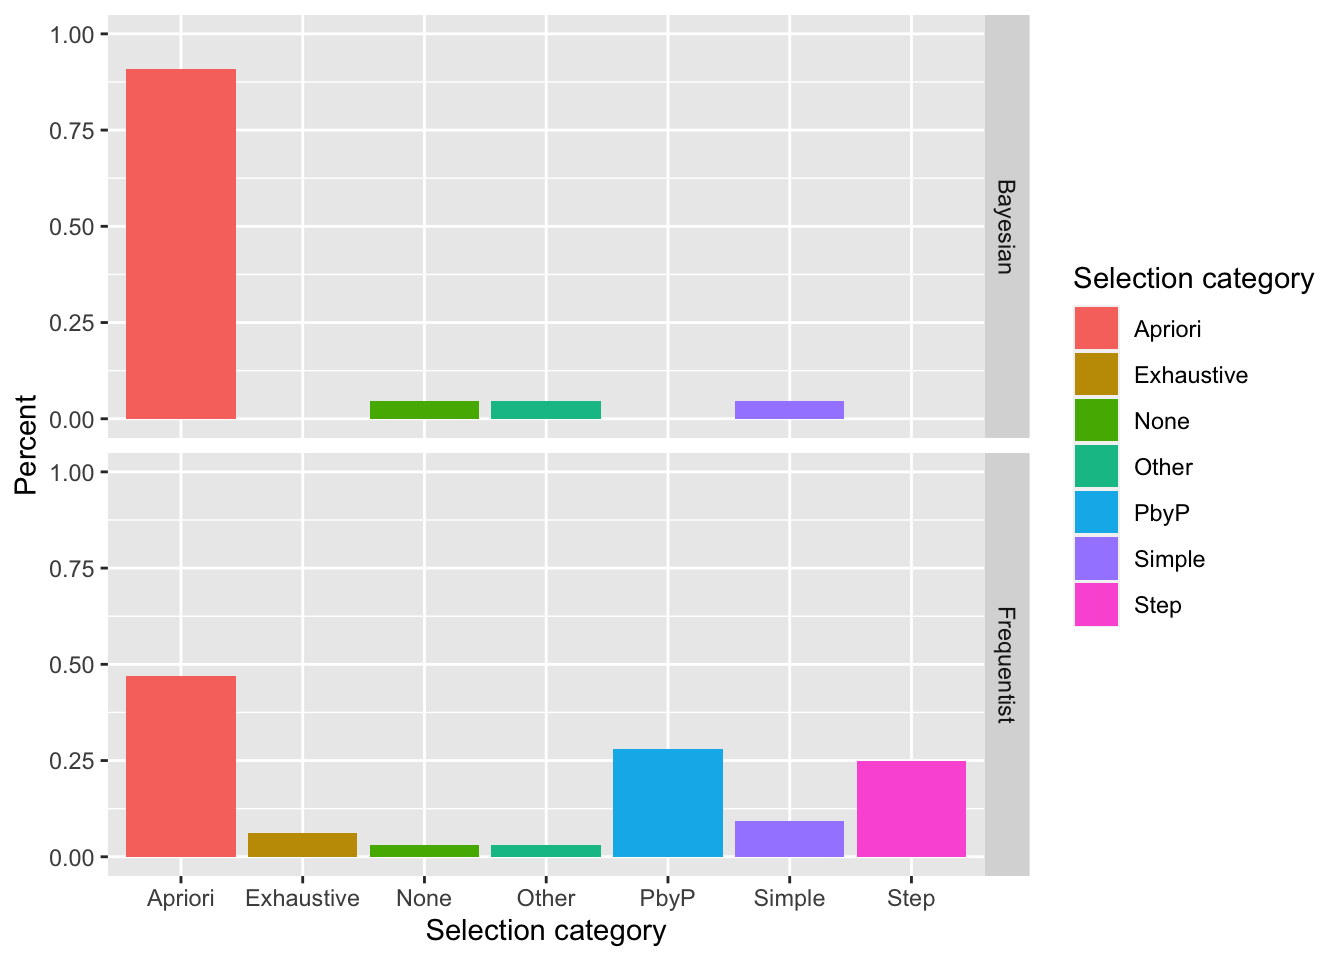 1.00
0.75
0.50
0.25
0.00
Bayesian
1.00
0.75
0.50
0.25
0.00
Frequentist
Percent
Apriori Exhaustive None Other PbyP Simple Step
Selection category
Selection category
Apriori
Exhaustive
None
Other
PbyP
Simple
Step